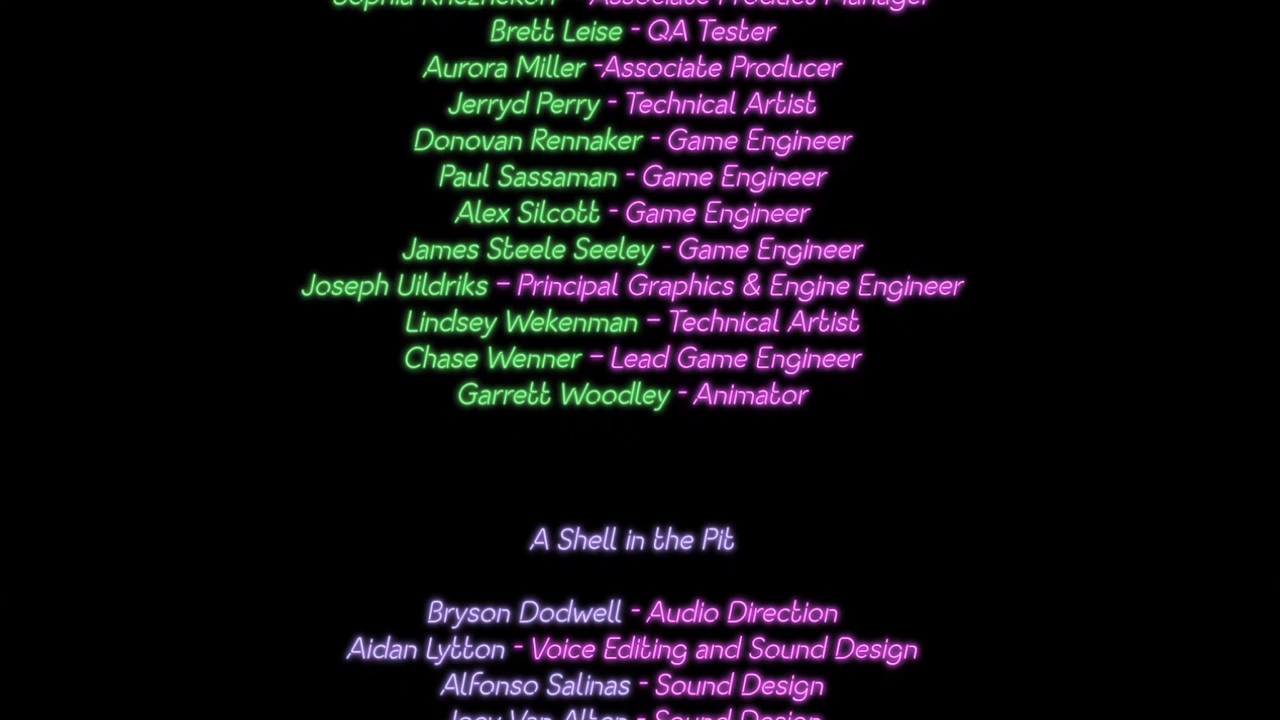 Sophia Knezhekon - Associate Product Manager
Brett Leise - QA Tester
Aurora Miller -Associate Producer
Jerryd Perry - Technical Artist
Donovan Rennaker - Game Engineer
Paul Sassaman - Game Engineer
Alex Silcott - Game Engineer
James Steele Seeley - Game Engineer
Joseph Uildriks – Principal Graphics & Engine Engineer
Lindsey Wekenman – Technical Artist
Chase Wenner – Lead Game Engineer
Garrett Woodley - Animator
A Shell in the Pit
Bryson Dodwell - Audio Direction
Aidan Lytton - Voice Editing and Sound Design
Alfonso Salinas - Sound Design
Joey Van Alten - Sound Design